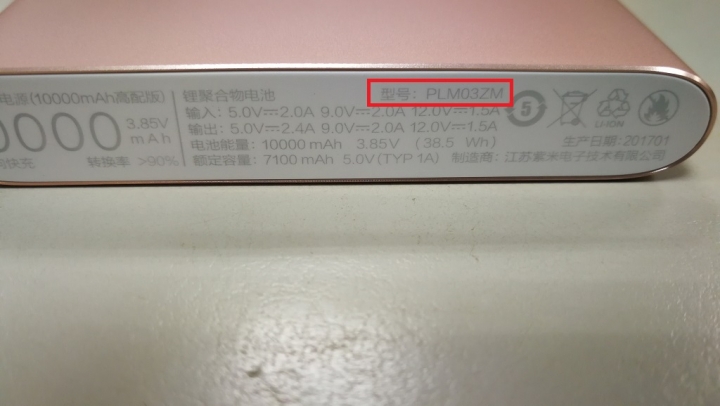 电源(10000mAh高配版)
0000
3.85V
mAh
快充
转换率 >90%
锂聚合物电池
型号: PLM03ZM
输入: 5.0V⎓2.0A 9.0V⎓2.0A 12.0V⎓1.5A
输出: 5.0V⎓2.4A 9.0V⎓2.0A 12.0V⎓1.5A
电池能量: 10000 mAh 3.85V (38.5 Wh)
额定容量: 7100 mAh 5.0V(TYP 1A)
5
LI-ION
生产日期: 201701
制造商: 江苏紫米电子技术有限公司